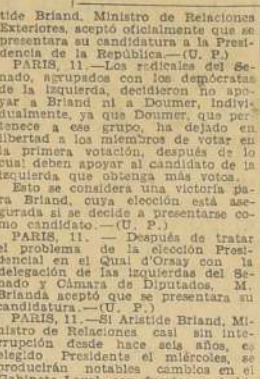 tide Briand, Ministro de Relaciones
Exteriores, aceptó oficialmente que se
presentara su candidatura a la Presi-
dencia de la República.—(U. P.)
PARIS, 11.—Los radicales del Se-
nado, agrupados con los demócratas
de la izquierda, decidieron no apo-
yar a Briand ni a Doumer, indivi-
dualmente, ya que Doumer, que per-
tenece a ese grupo, ha dejado en
libertad a los miembros de votar en
la primera votación, después de lo
cual deben apoyar al candidato de la
izquierda que obtenga más votos.
Esto se considera una victoria pa-
ra Briand, cuya elección está ase-
gurada si se decide a presentarse co-
mo candidato.—(U. P.)
PARIS, 11. — Después de tratar
el problema de la elección Presi-
dencial en el Quai d'Orsay con la
delegación de las izquierdas del Se-
nado y Cámara de Diputados, M.
Brianda aceptó que se presentara su
candidatura.—(U. P.)
PARIS, 11.—Si Aristide Briand, Mi-
nistro de Relaciones casi sin inte-
rrupción desde hace seis años, es
elegido Presidente el miércoles, se
producirán notables cambios en el